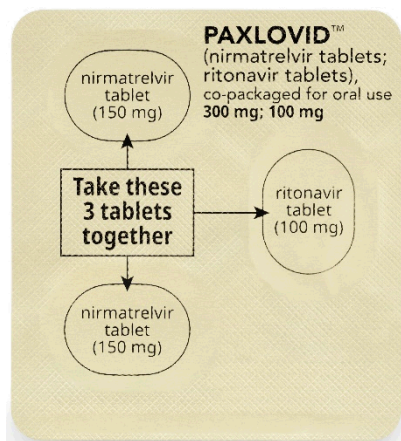 PAXLOVID™
(nirmatrelvir tablets;
ritonavir tablets),
co-packaged for oral use
300 mg; 100 mg
nirmatrelvir
tablet
(150 mg)
Take these
3 tablets
together
ritonavir
tablet
(100 mg)
nirmatrelvir
tablet
(150 mg)